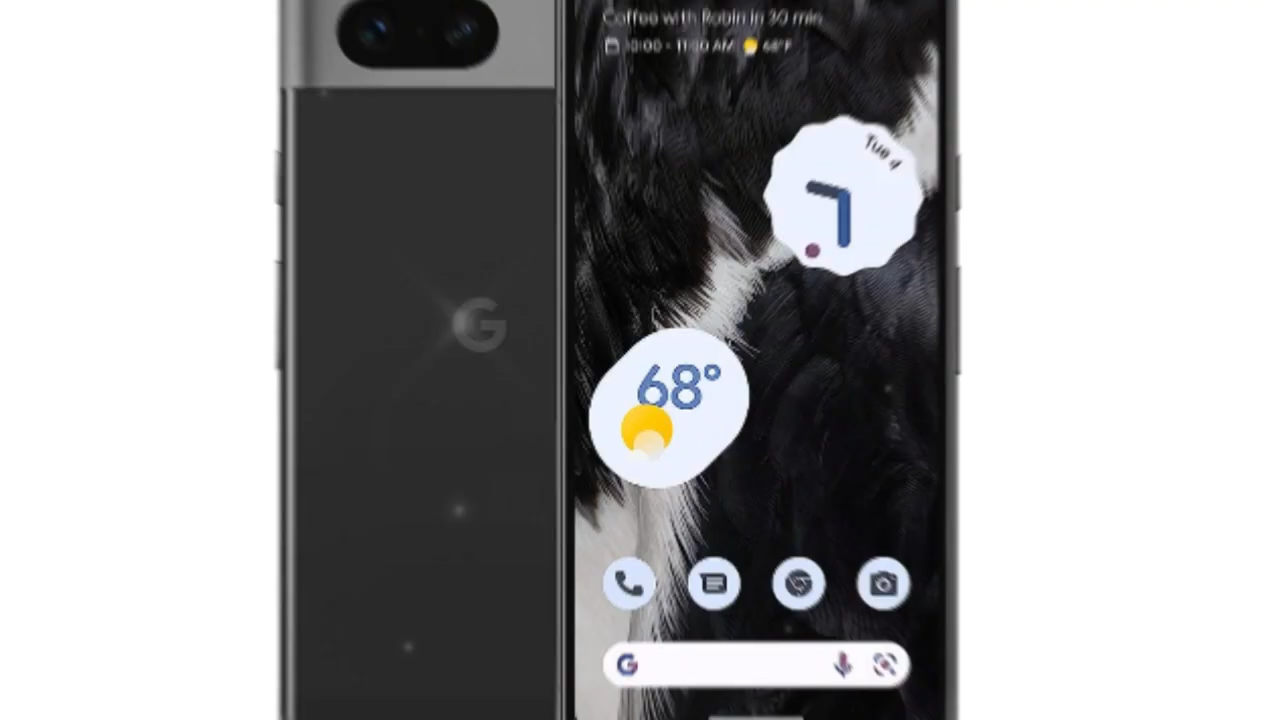 Coffee with Robin in 30 min
10:00 - 11:00 AM 68°F
Tue 4
68°
G
G